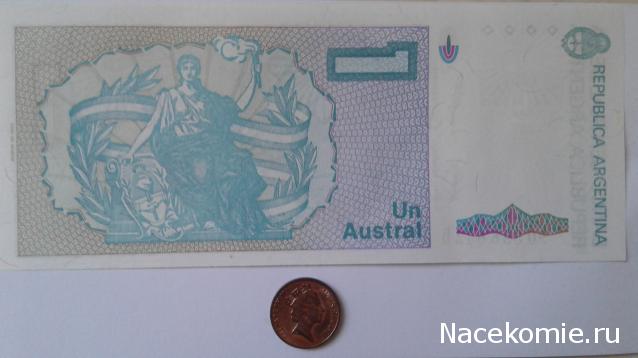 1
Un
Austral
REPUBLICA ARGENTINA
Nacekomie.ru